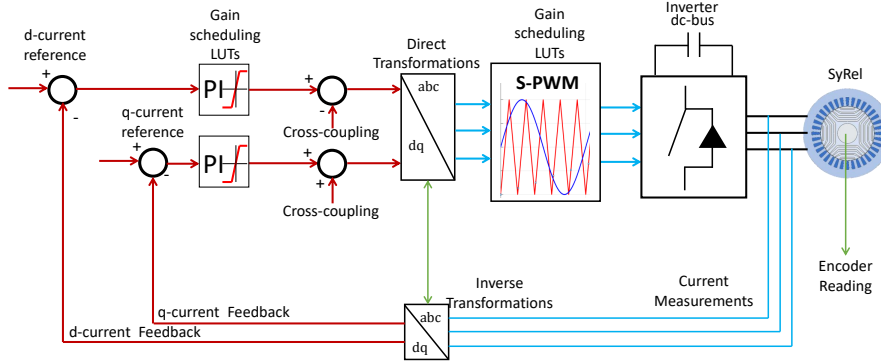 d-current
reference
+
-
q-current
reference
+
-
Gain
scheduling
LUTs
PI
PI
+
-
Cross-coupling
+
+
Cross-coupling
Direct
Transformations
abc
dq
Gain
scheduling
LUTs
S-PWM
Inverter
dc-bus
SyRel
Encoder
Reading
Current
Measurements
Inverse
Transformations
abc
dq
q-current Feedback
d-current Feedback